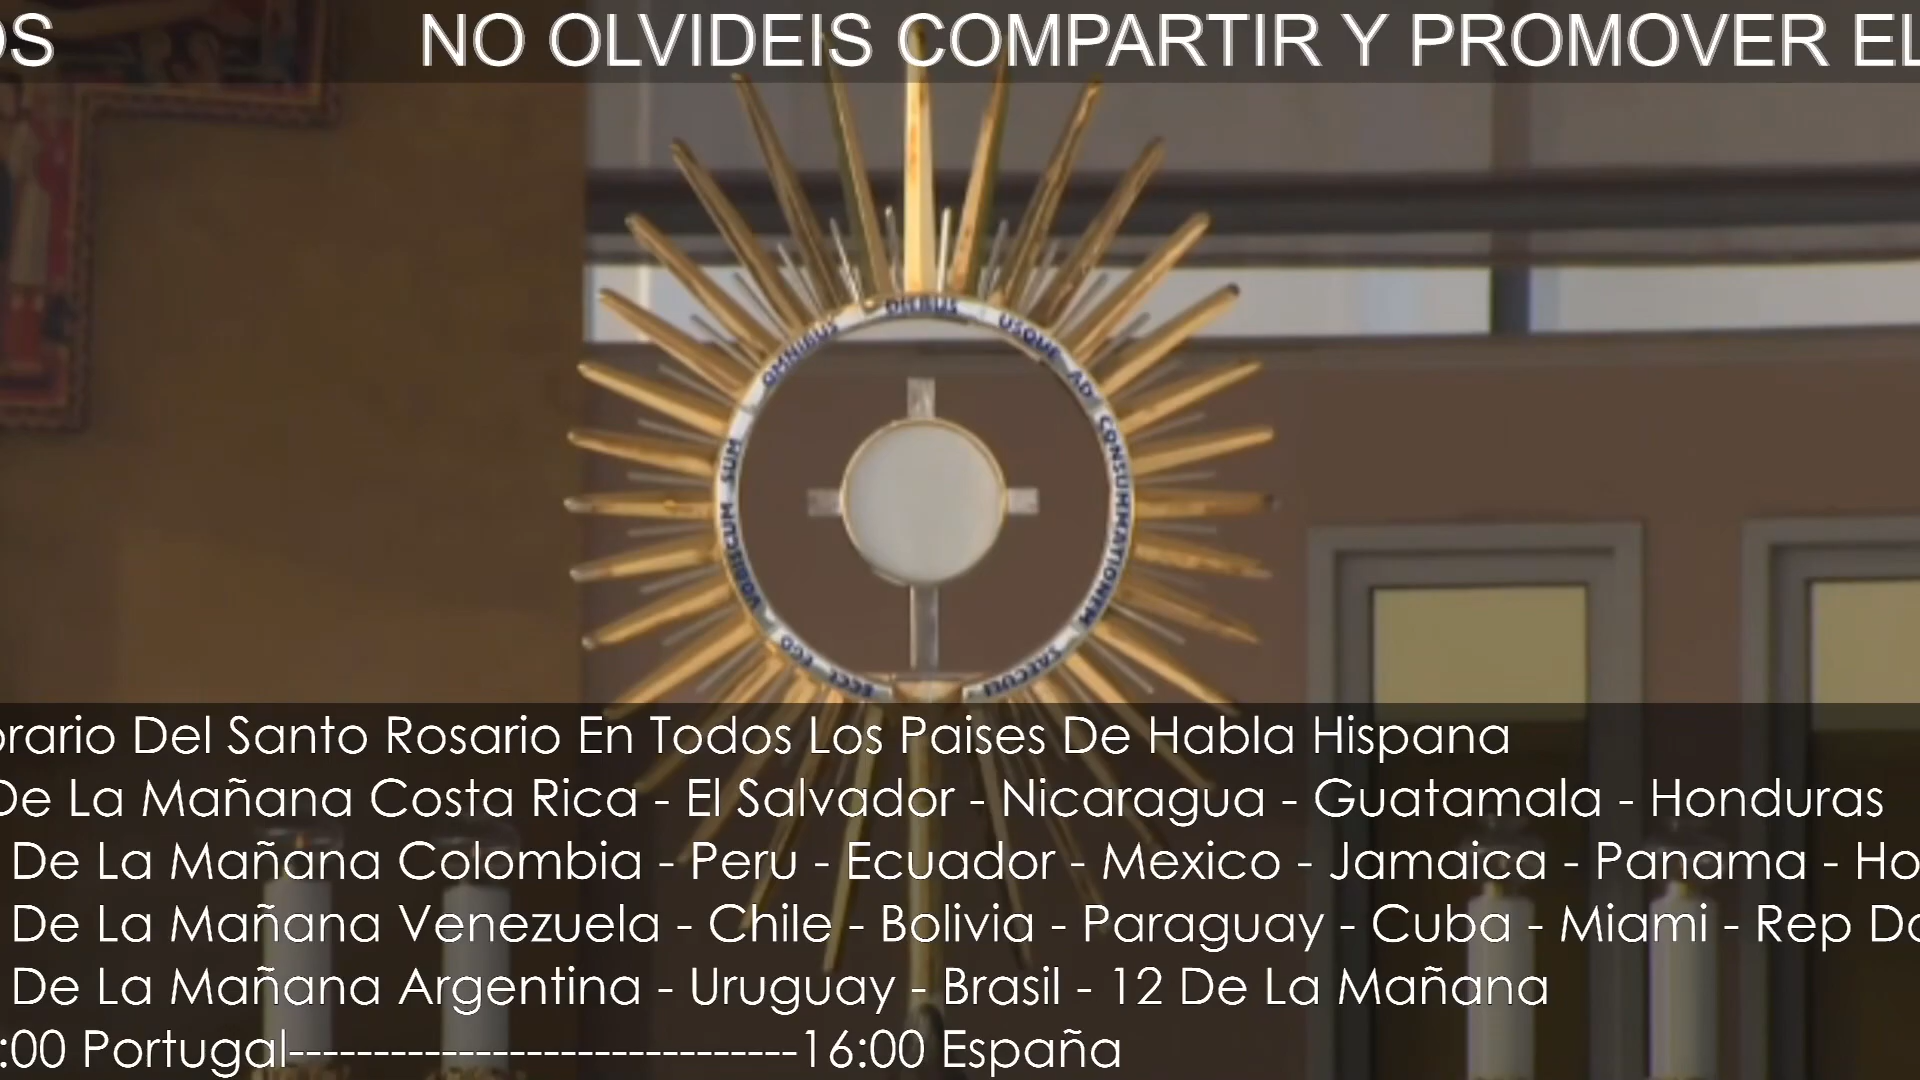 OS NO OLVIDEIS COMPARTIR Y PROMOVER EL
ECCE EGO VOBISCUM SUM OMNIBUS DIEBUS USQUE AD CONSUMMATIONEM SAECULI
orario Del Santo Rosario En Todos Los Paises De Habla Hispana
De La Mañana Costa Rica - El Salvador - Nicaragua - Guatamala - Honduras
De La Mañana Colombia - Peru - Ecuador - Mexico - Jamaica - Panama - Ho
De La Mañana Venezuela - Chile - Bolivia - Paraguay - Cuba - Miami - Rep Do
De La Mañana Argentina - Uruguay - Brasil - 12 De La Mañana
:00 Portugal------------------------------16:00 España